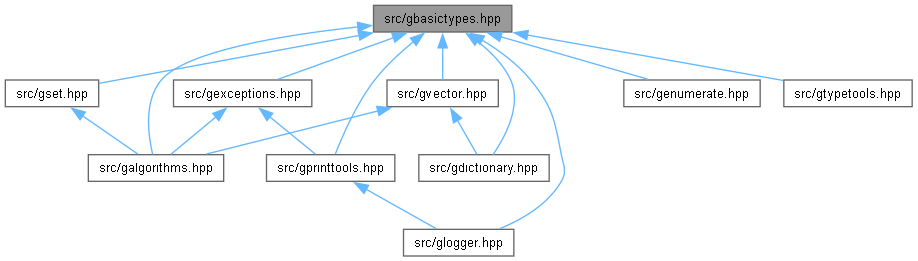 src/gbasictypes.hpp
src/gset.hpp
src/gexceptions.hpp
src/gvector.hpp
src/genumerate.hpp
src/gtypetools.hpp
src/galgorithms.hpp
src/gprinttools.hpp
src/gdictionary.hpp
src/glogger.hpp